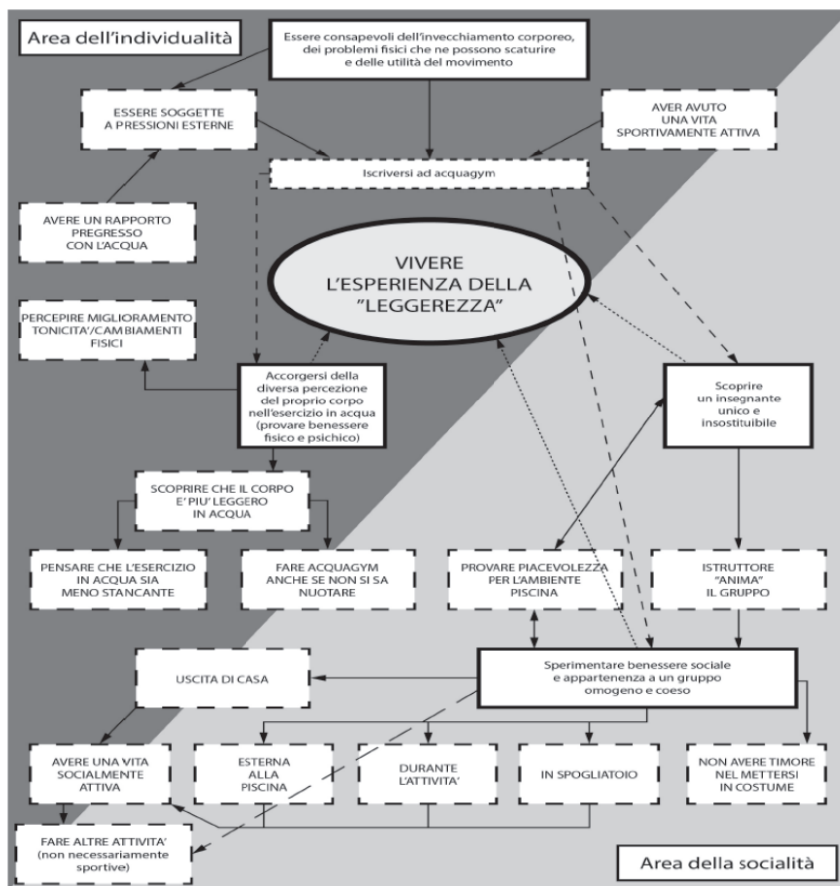 Area dell'individualità
Essere consapevoli dell'invecchiamento corporeo,
dei problemi fisici che ne possono scaturire
e delle utilità del movimento
ESSERE SOGGETTE
A PRESSIONI ESTERNE
AVER AVUTO
UNA VITA
SPORTIVAMENTE ATTIVA
Iscriversi ad acquagym
AVERE UN RAPPORTO
PREGRESSO
CON L'ACQUA
VIVERE
L'ESPERIENZA DELLA
"LEGGEREZZA"
PERCEPIRE MIGLIORAMENTO
TONICITA'/CAMBIAMENTI
FISICI
Accorgersi della
diversa percezione
del proprio corpo
nell'esercizio in acqua
(provare benessere
fisico e psichico)
Scoprire
un insegnante
unico e
insostituibile
SCOPRIRE CHE IL CORPO
E' PIU' LEGGERO
IN ACQUA
PENSARE CHE L'ESERCIZIO
IN ACQUA SIA
MENO STANCANTE
FARE ACQUAGYM
ANCHE SE NON SI SA
NUOTARE
PROVARE PIACEVOLEZZA
PER L'AMBIENTE
PISCINA
ISTRUTTORE
"ANIMA"
IL GRUPPO
USCITA DI CASA
Sperimentare benessere sociale
e appartenenza a un gruppo
omogeno e coeso
AVERE UNA VITA
SOCIALMENTE
ATTIVA
ESTERNA
ALLA
PISCINA
DURANTE
L'ATTIVITA'
IN SPOGLIATOIO
NON AVERE TIMORE
NEL METTERSI
IN COSTUME
FARE ALTRE ATTIVITA'
(non necessariamente
sportive)
Area della socialità